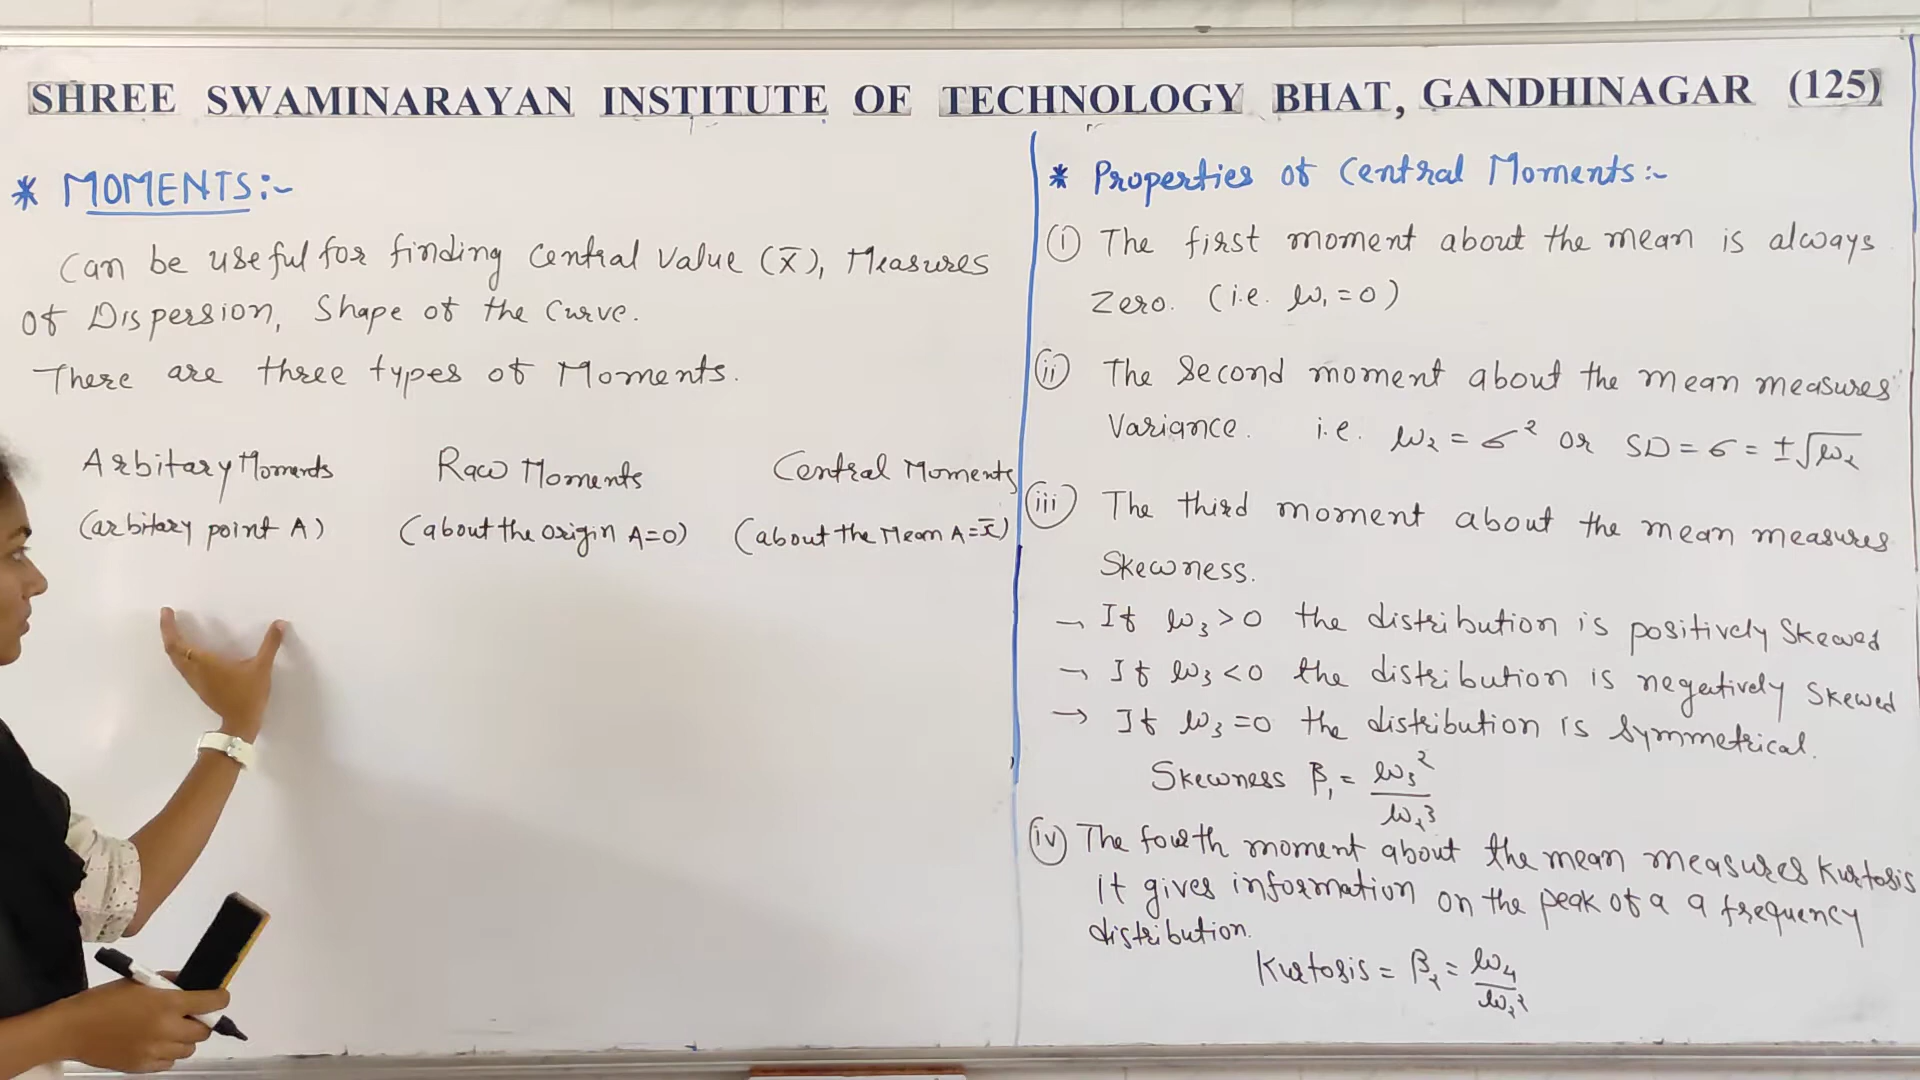 SHREE SWAMINARAYAN INSTITUTE OF TECHNOLOGY BHAT, GANDHINAGAR (125)
* MOMENTS:-
Can be useful for finding Central Value (x̄), Measures
of Dispersion, Shape of the Curve.
There are three types of Moments.
Arbitary Moments Raw Moments Central Moments
(arbitary point A) (about the origin A=0) (about the Mean A=x̄)
* Properties of Central Moments:-
(i) The first moment about the mean is always
Zero. (i.e. μ₁=0)
(ii) The Second moment about the mean measures
Variance. i.e. μ₂ = σ² or SD = σ = ±√μ₂
(iii) The third moment about the mean measures
Skewness.
→ If μ₃>0 the distribution is positively Skewed
→ If μ₃<0 the distribution is negatively Skewed
→ If μ₃=0 the distribution is Symmetrical.
Skewness β₁ = μ₃²/μ₂³
(iv) The fourth moment about the mean measures Kurtosis
it gives information on the peak of a a frequency
distribution.
Kurtosis = β₂ = μ₄/μ₂²